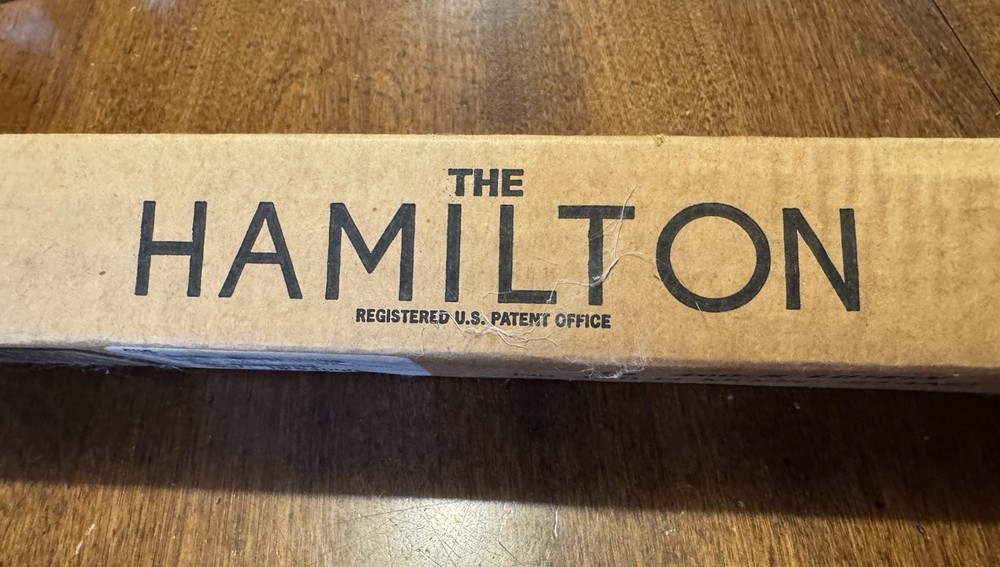 THE
HAMILTON
REGISTERED U.S. PATENT OFFICE